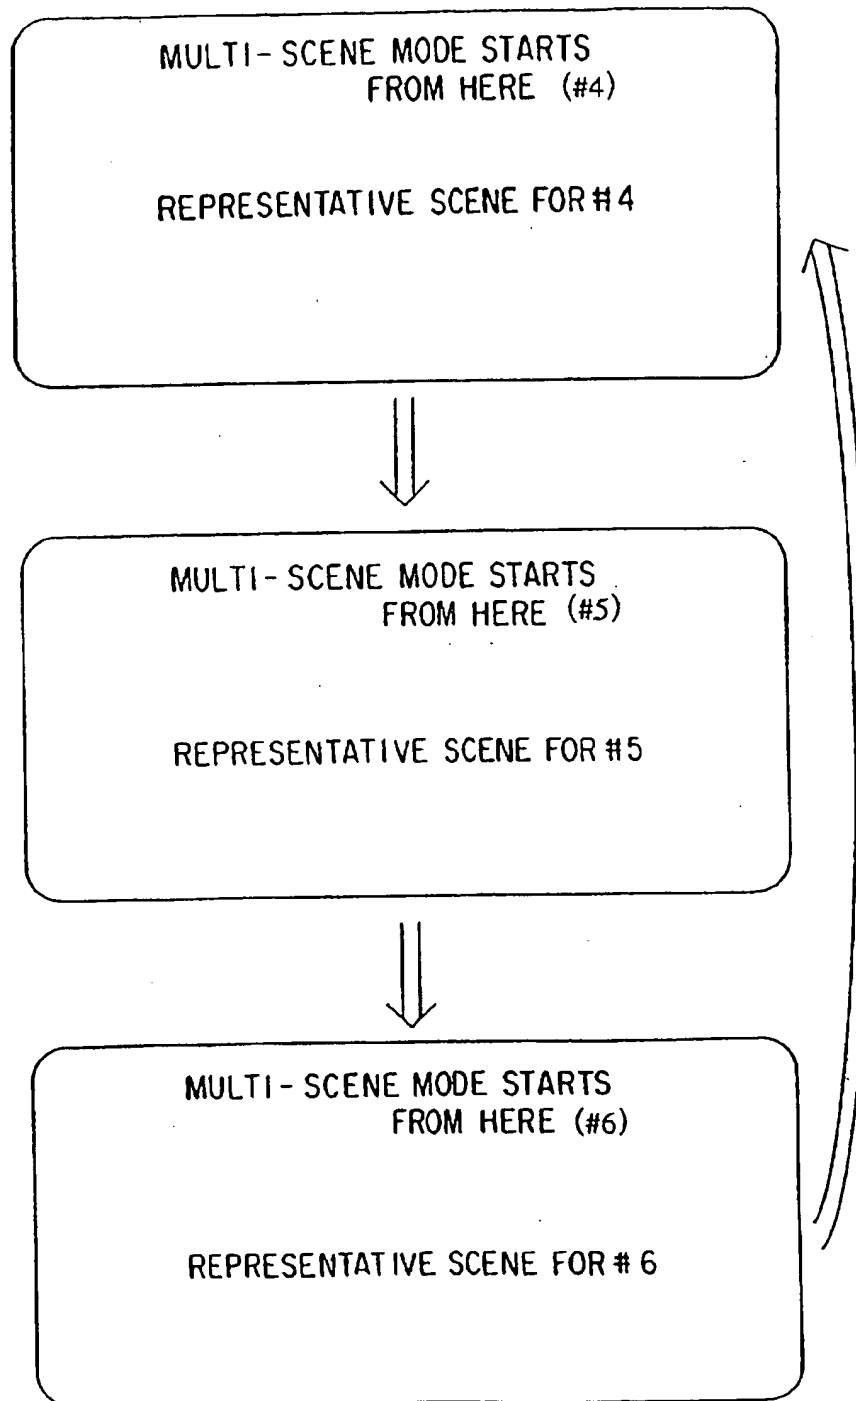 MULTI-SCENE MODE STARTS
FROM HERE (#4)
REPRESENTATIVE SCENE FOR #4
MULTI-SCENE MODE STARTS
FROM HERE (#5)
REPRESENTATIVE SCENE FOR #5
MULTI-SCENE MODE STARTS
FROM HERE (#6)
REPRESENTATIVE SCENE FOR #6